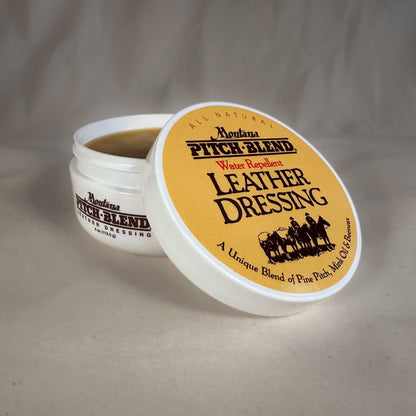 ALL NATURAL
Montana
PITCH·BLEND
Water Repellent
LEATHER
DRESSING
A Unique Blend of Pine Pitch, Mink Oil & Beeswax
Montana
PITCH·BLEND
LEATHER DRESSING